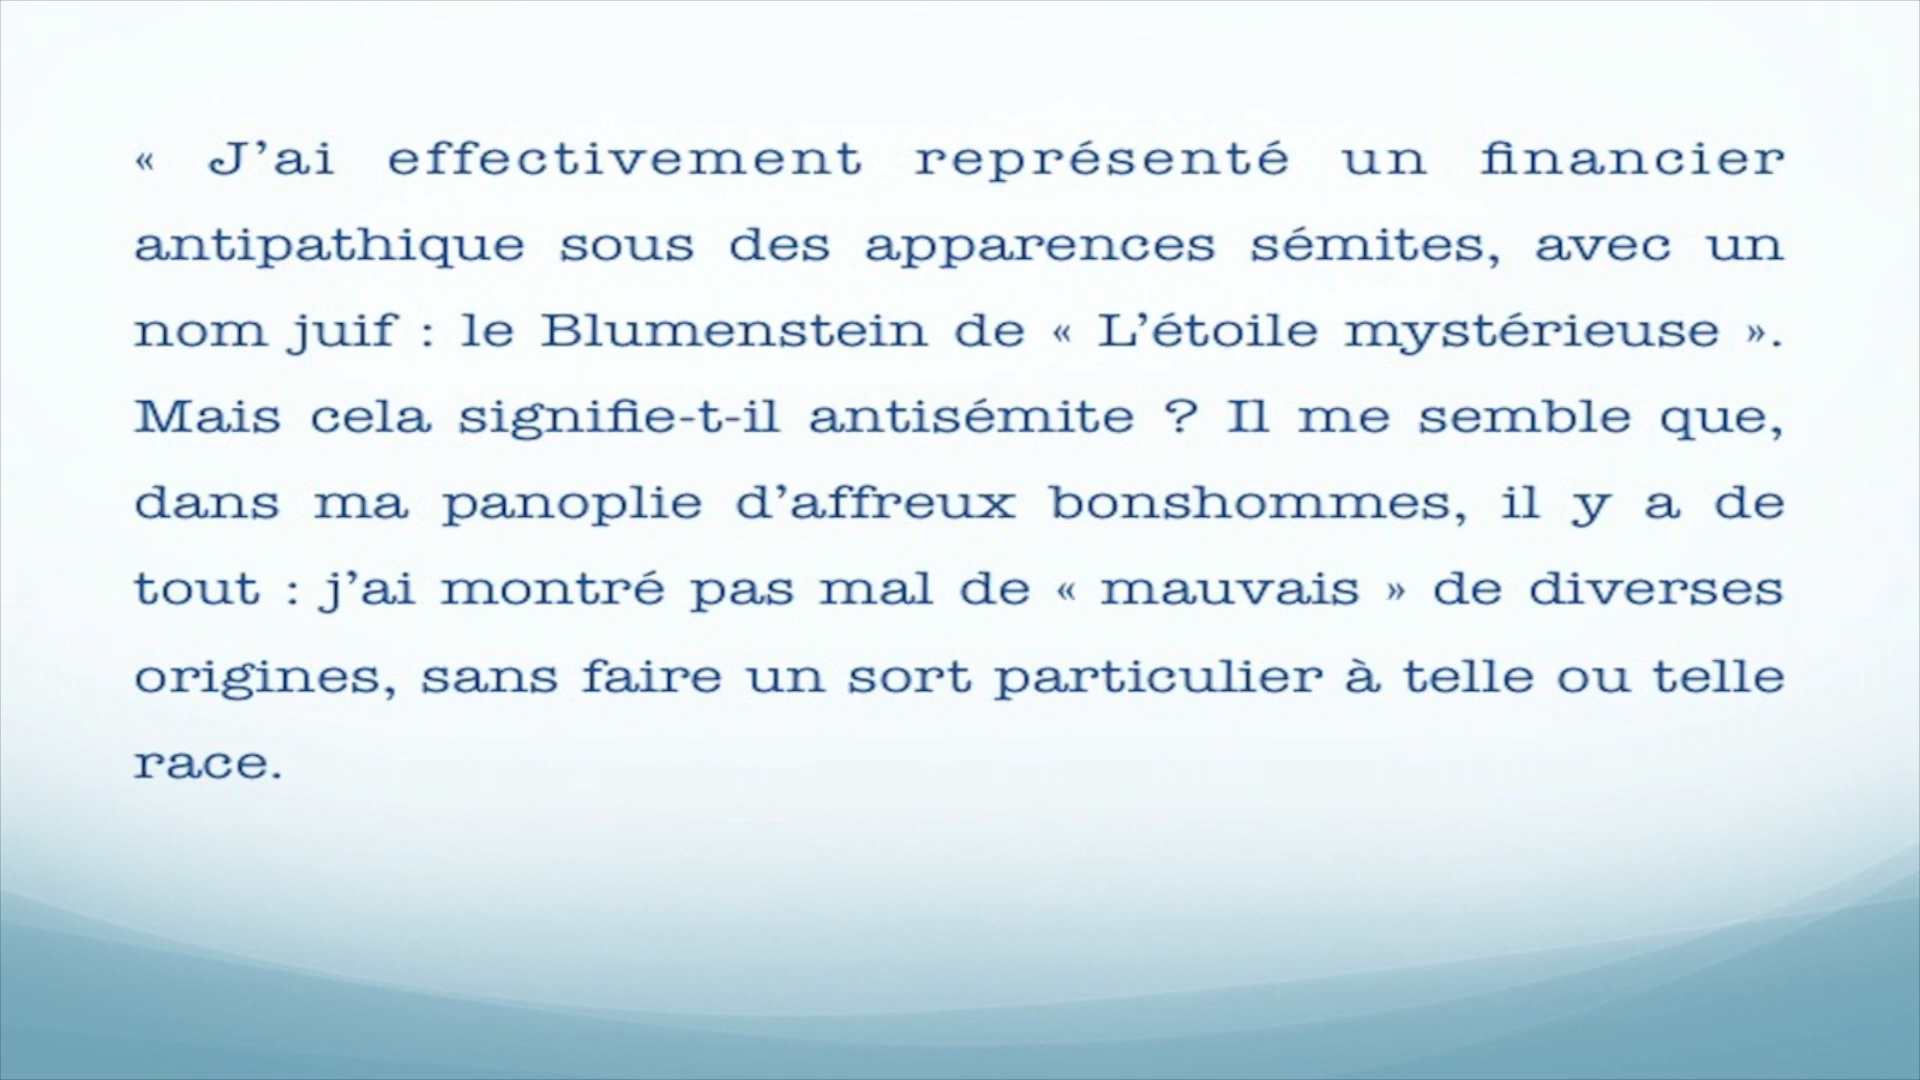 « J’ai effectivement représenté un financier
antipathique sous des apparences sémites, avec un
nom juif : le Blumenstein de « L’étoile mystérieuse ».
Mais cela signifie-t-il antisémite ? Il me semble que,
dans ma panoplie d’affreux bonshommes, il y a de
tout : j’ai montré pas mal de « mauvais » de diverses
origines, sans faire un sort particulier à telle ou telle
race.